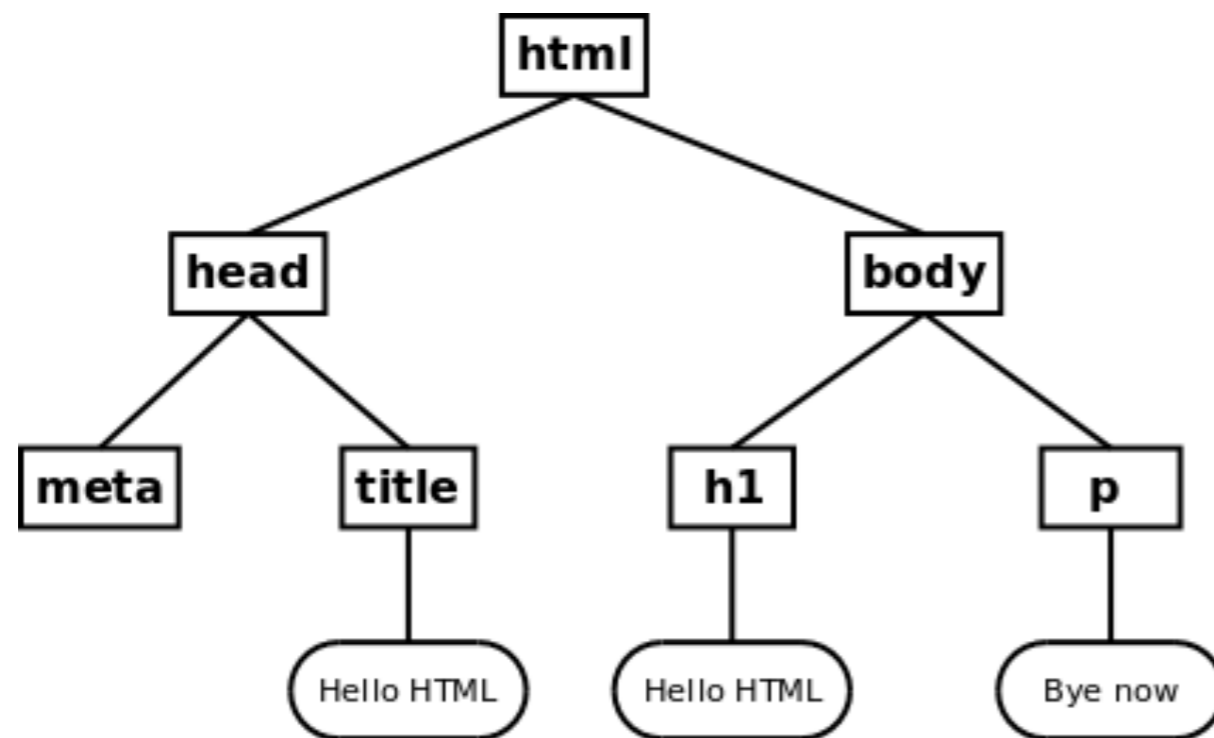 html
head
body
meta
title
h1
p
Hello HTML
Hello HTML
Bye now